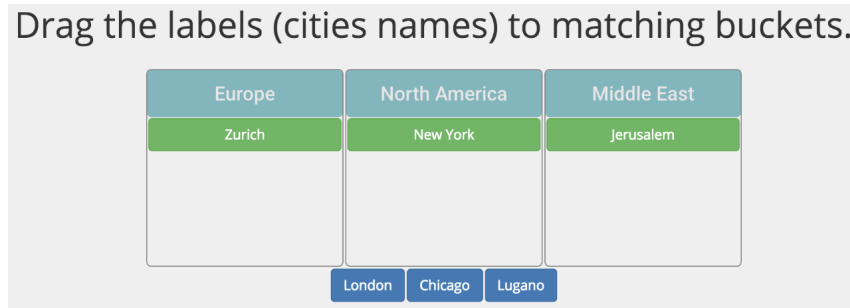 Drag the labels (cities names) to matching buckets.
Europe North America Middle East
Zurich New York Jerusalem
London Chicago Lugano